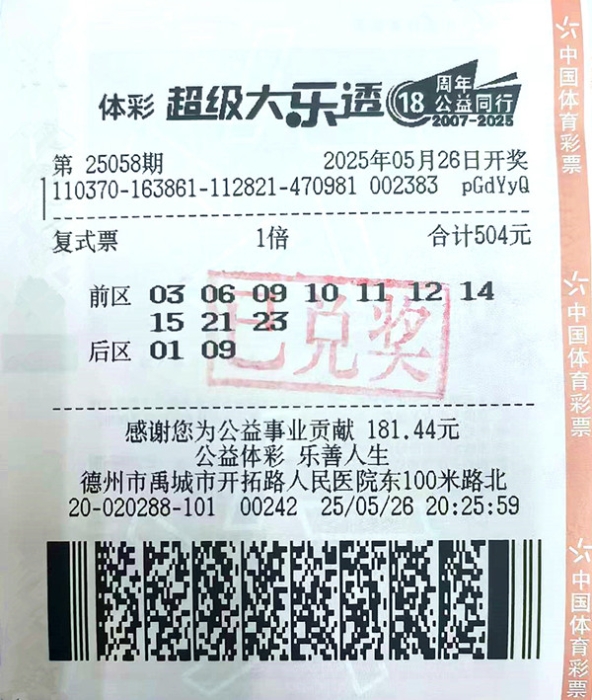 体彩 超级大乐透 18 周年
公益同行
2007-2025
第 25058期 2025年05月26日开奖
110370-163861-112821-470981 002383 pGdYyQ
复式票 1倍 合计504元
前区 03 06 09 10 11 12 14
15 21 23
后区 01 09
已兑奖
感谢您为公益事业贡献 181.44元
公益体彩 乐善人生
德州市禹城市开拓路人民医院东100米路北
20-020288-101 00242 25/05/26 20:25:59
中国体育彩票
中国体育彩票
中国体育彩票